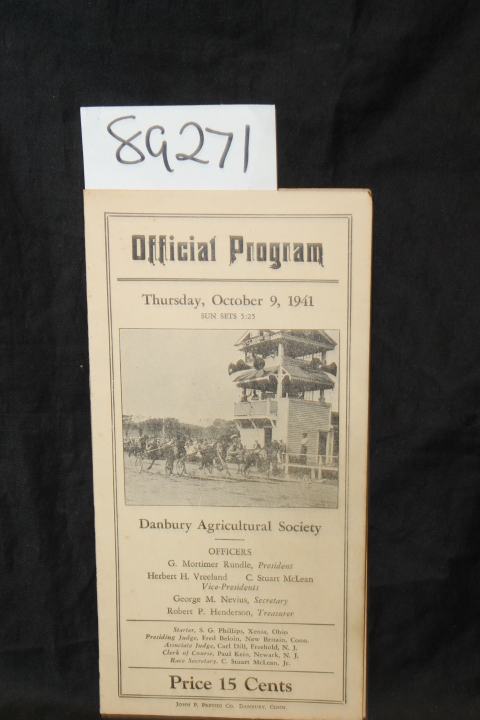 89271
Official Program
Thursday, October 9, 1941
SUN SETS 5:25
Danbury Agricultural Society
OFFICERS
G. Mortimer Rundle, President
Herbert H. Vreeland C. Stuart McLean
Vice-Presidents
George M. Nevius, Secretary
Robert P. Henderson, Treasurer
Starter, S. G. Phillips, Xenia, Ohio
Presiding Judge, Fred Beloin, New Britain, Conn.
Associate Judge, Carl Dill, Freehold, N. J.
Clerk of Course, Paul Kein, Newark, N. J.
Race Secretary, C. Stuart McLean, Jr.
Price 15 Cents
JOHN P. Co. DANBURY, CONN.